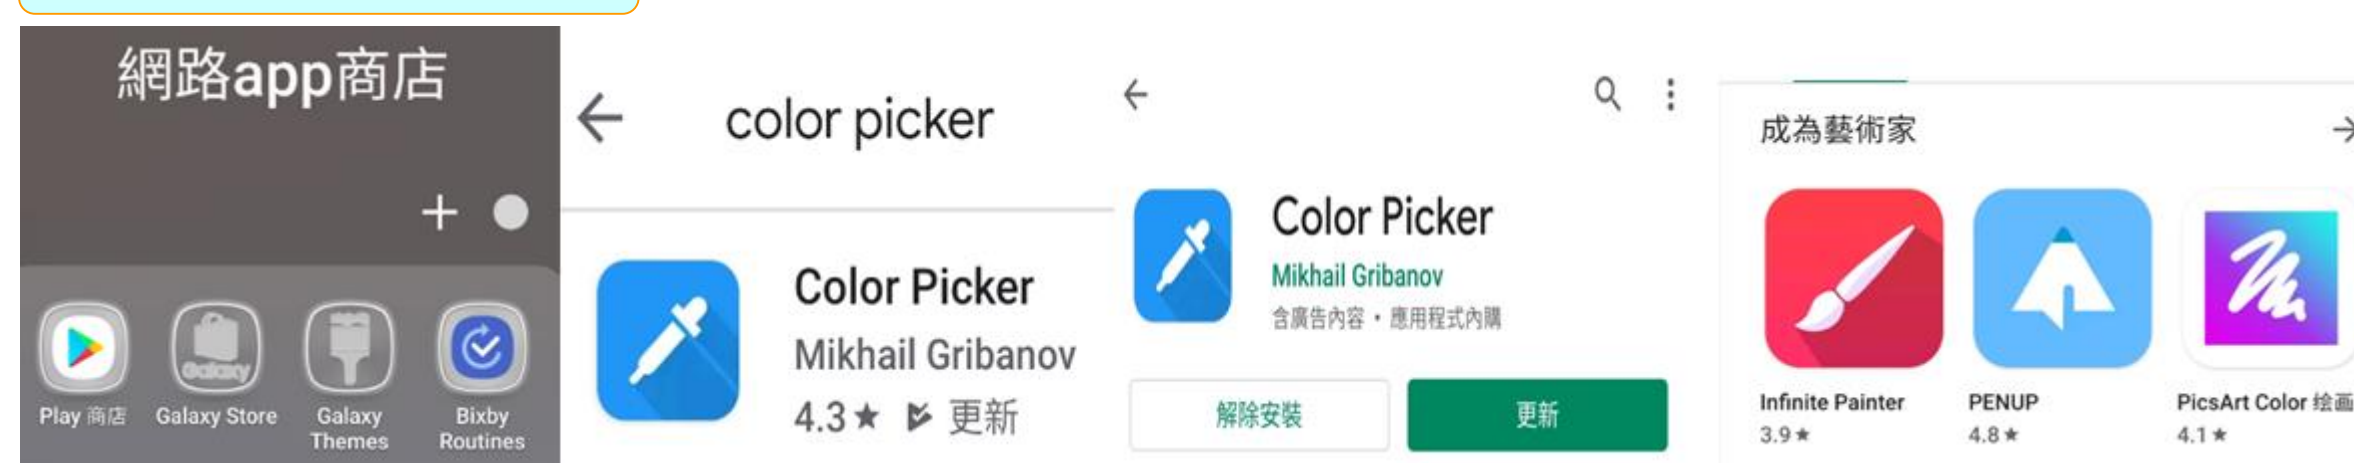 網路app商店
Play 商店
Galaxy Store
Galaxy
Themes
Bixby
Routines
color picker
Color Picker
Mikhail Gribanov
4.3★ 更新
Color Picker
Mikhail Gribanov
含廣告內容・應用程式內購
解除安裝
更新
成為藝術家
Infinite Painter
3.9★
PENUP
4.8★
PicsArt Color 绘画
4.1★